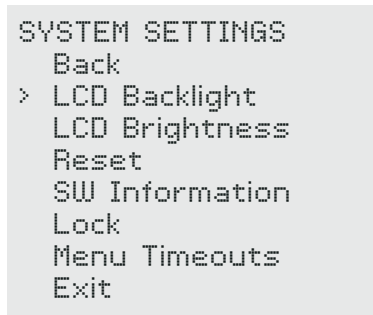 SYSTEM SETTINGS
Back
> LCD Backlight
LCD Brightness
Reset
SW Information
Lock
Menu Timeouts
Exit